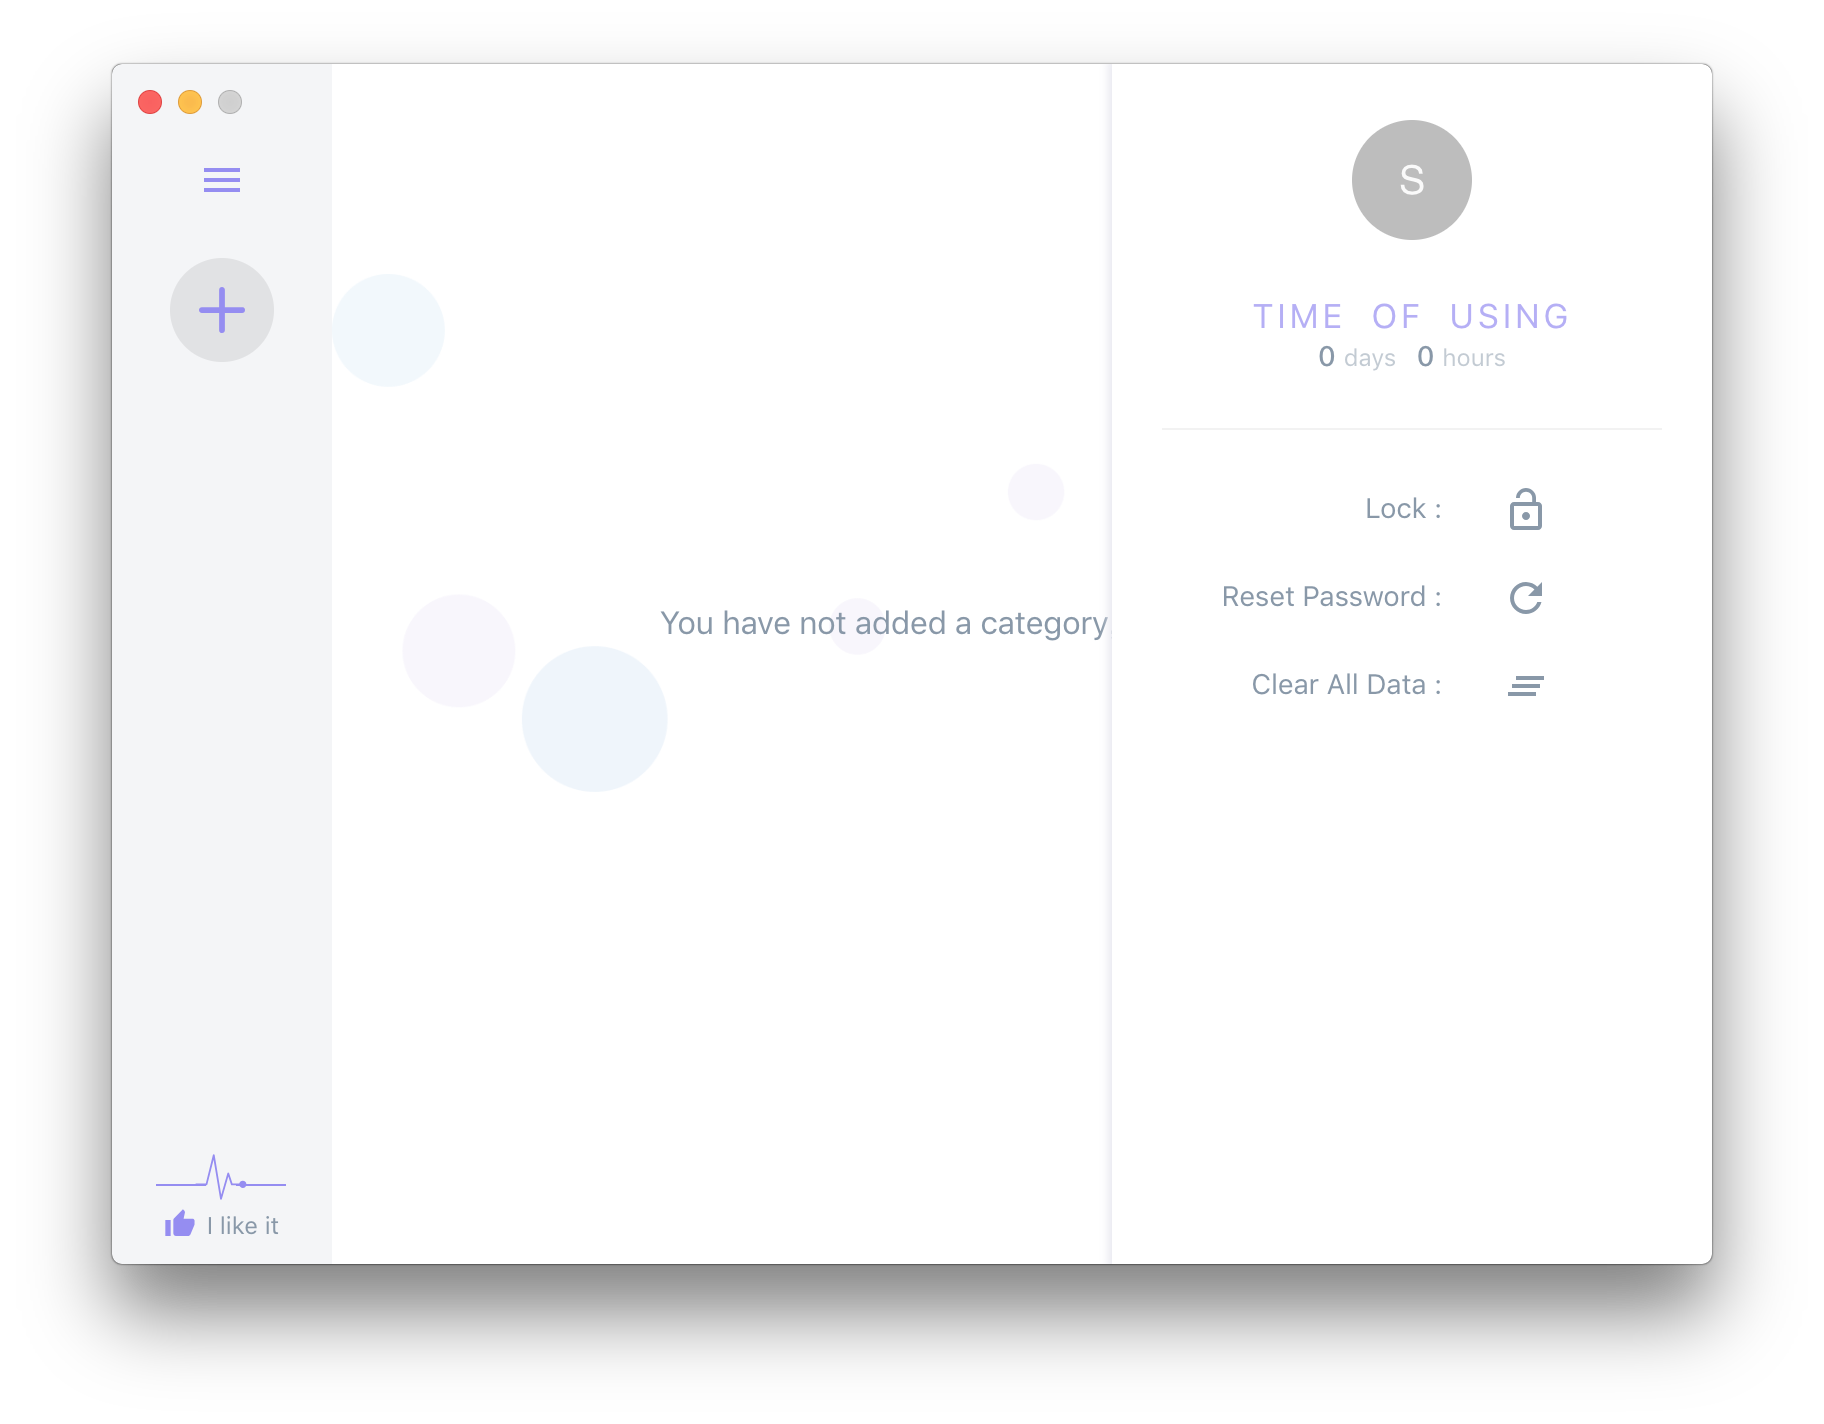 S
TIME OF USING
0 days 0 hours
You have not added a category
Lock :
Reset Password :
Clear All Data :
I like it